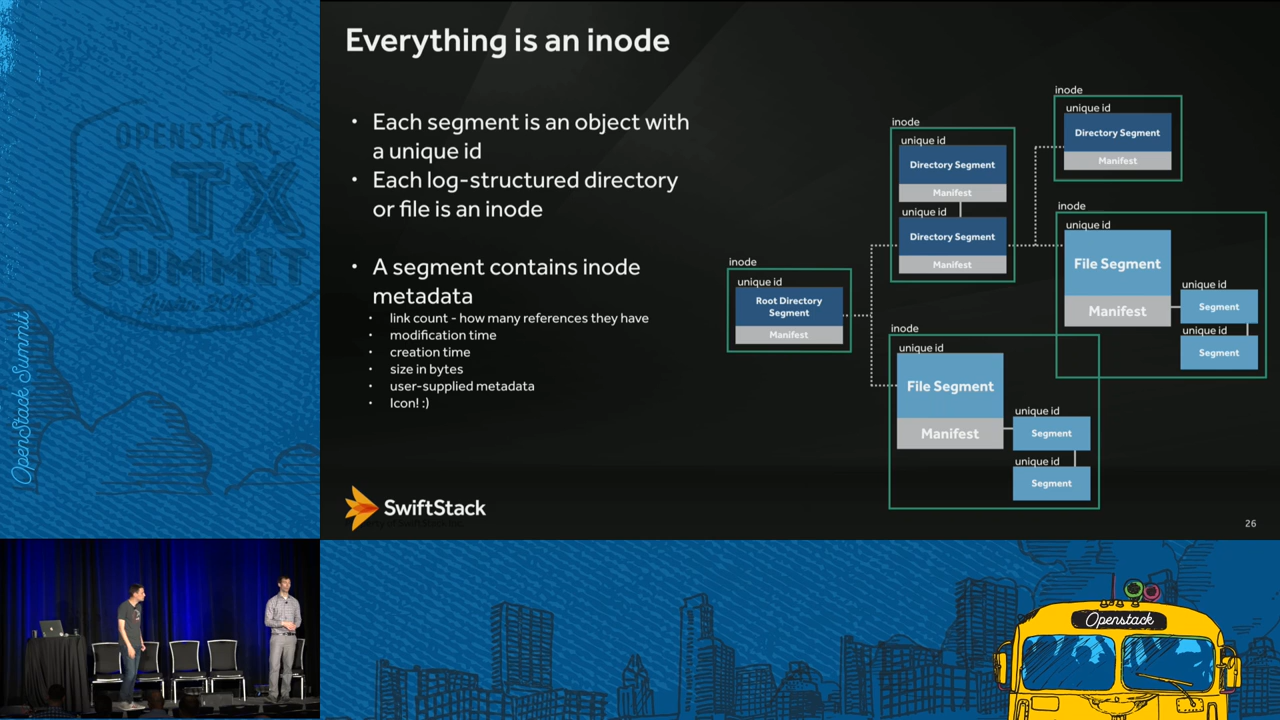 Everything is an inode
• Each segment is an object with
a unique id
• Each log-structured directory
or file is an inode
• A segment contains inode
metadata
• link count - how many references they have
• modification time
• creation time
• size in bytes
• user-supplied metadata
• Icon! :)
inode
unique id
Root Directory
Segment
Manifest
inode
unique id
Directory Segment
Manifest
unique id
Directory Segment
Manifest
inode
unique id
Directory Segment
Manifest
inode
unique id
File Segment
Manifest
unique id
Segment
unique id
Segment
inode
unique id
File Segment
Manifest
unique id
Segment
unique id
Segment
SwiftStack
26
OPENSTACK
ATX
SUMMIT
OpenStack Summit
Openstack